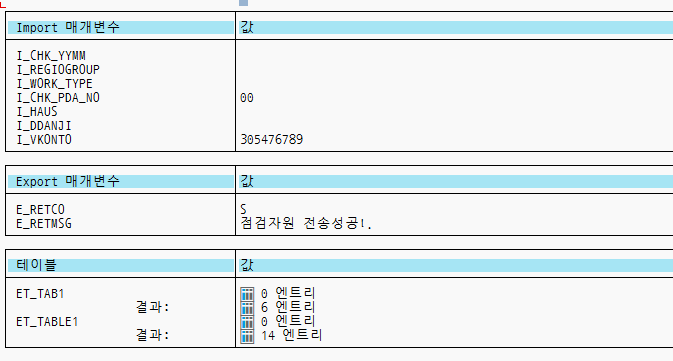 Import 매개변수 값
I_CHK_YYMM
I_REGIOGROUP
I_WORK_TYPE
I_CHK_PDA_NO 00
I_HAUS
I_DDANJI
I_VKONTO 305476789
Export 매개변수 값
E_RETCO S
E_RETMSG 점검자원 전송성공!.
테이블 값
ET_TAB1 0 엔트리
결과: 6 엔트리
ET_TABLE1 0 엔트리
결과: 14 엔트리